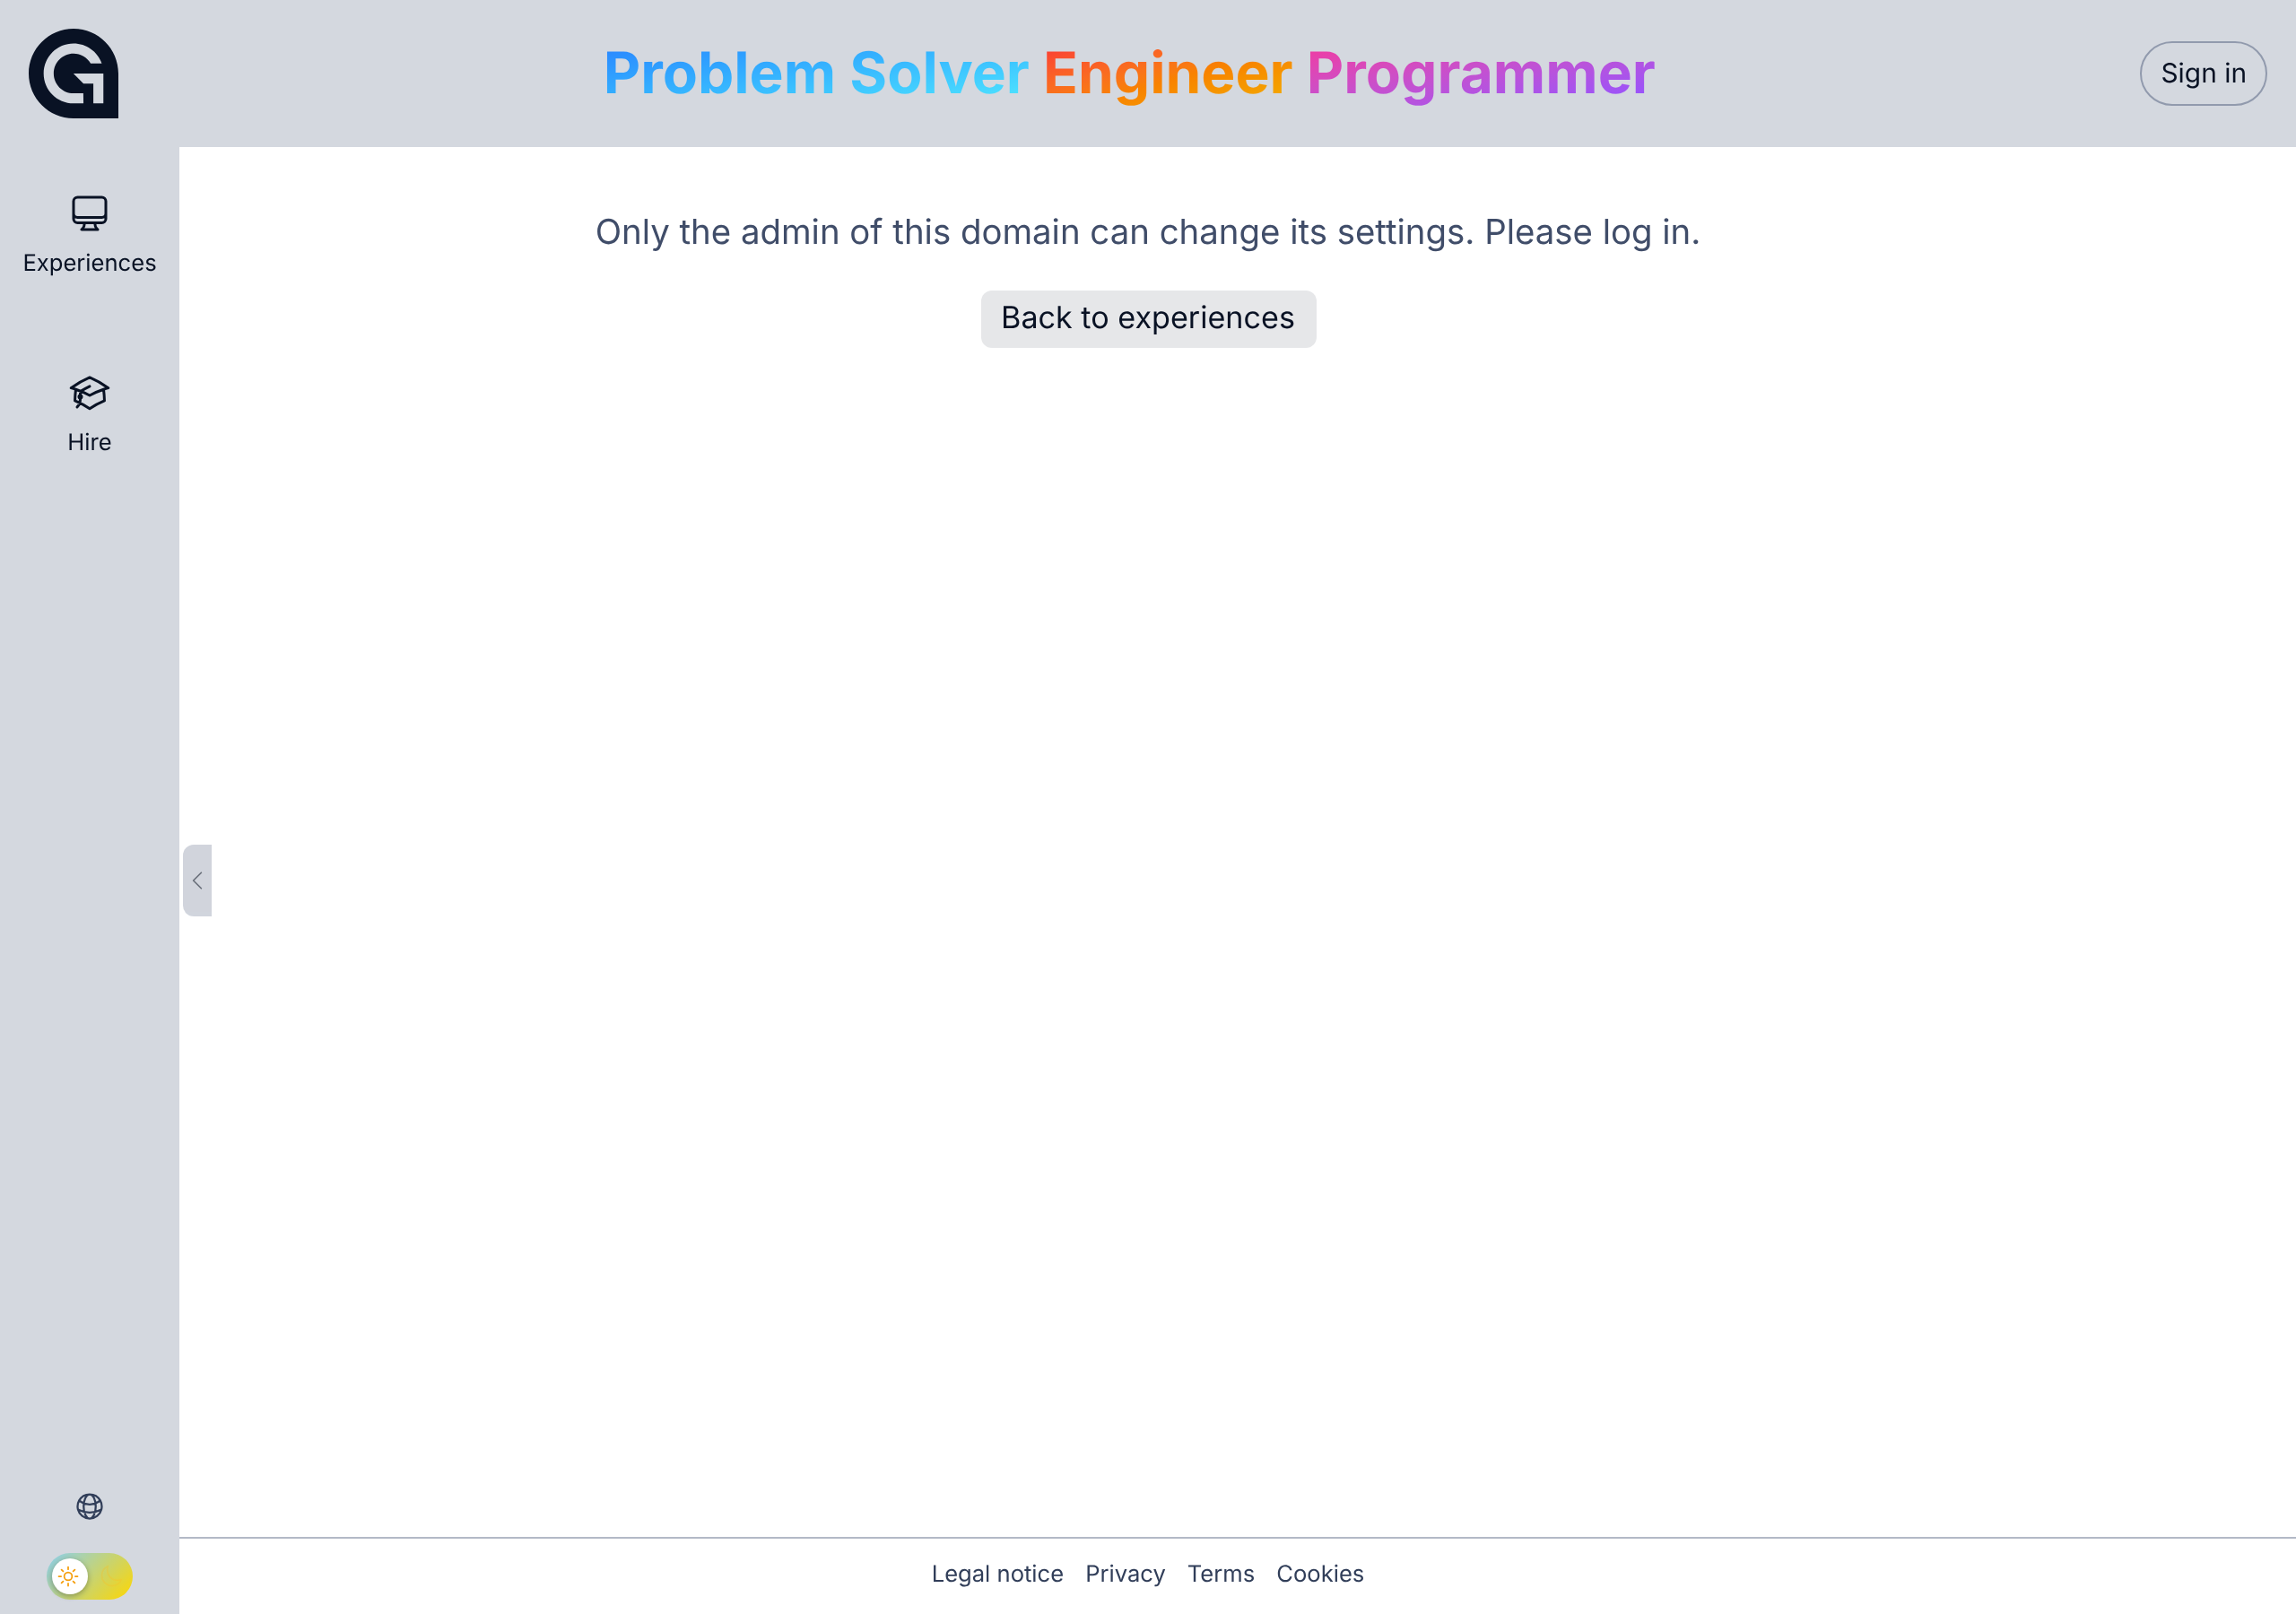 Problem Solver Engineer Programmer
Sign in
Experiences
Hire
Only the admin of this domain can change its settings. Please log in.
Back to experiences
Legal notice Privacy Terms Cookies